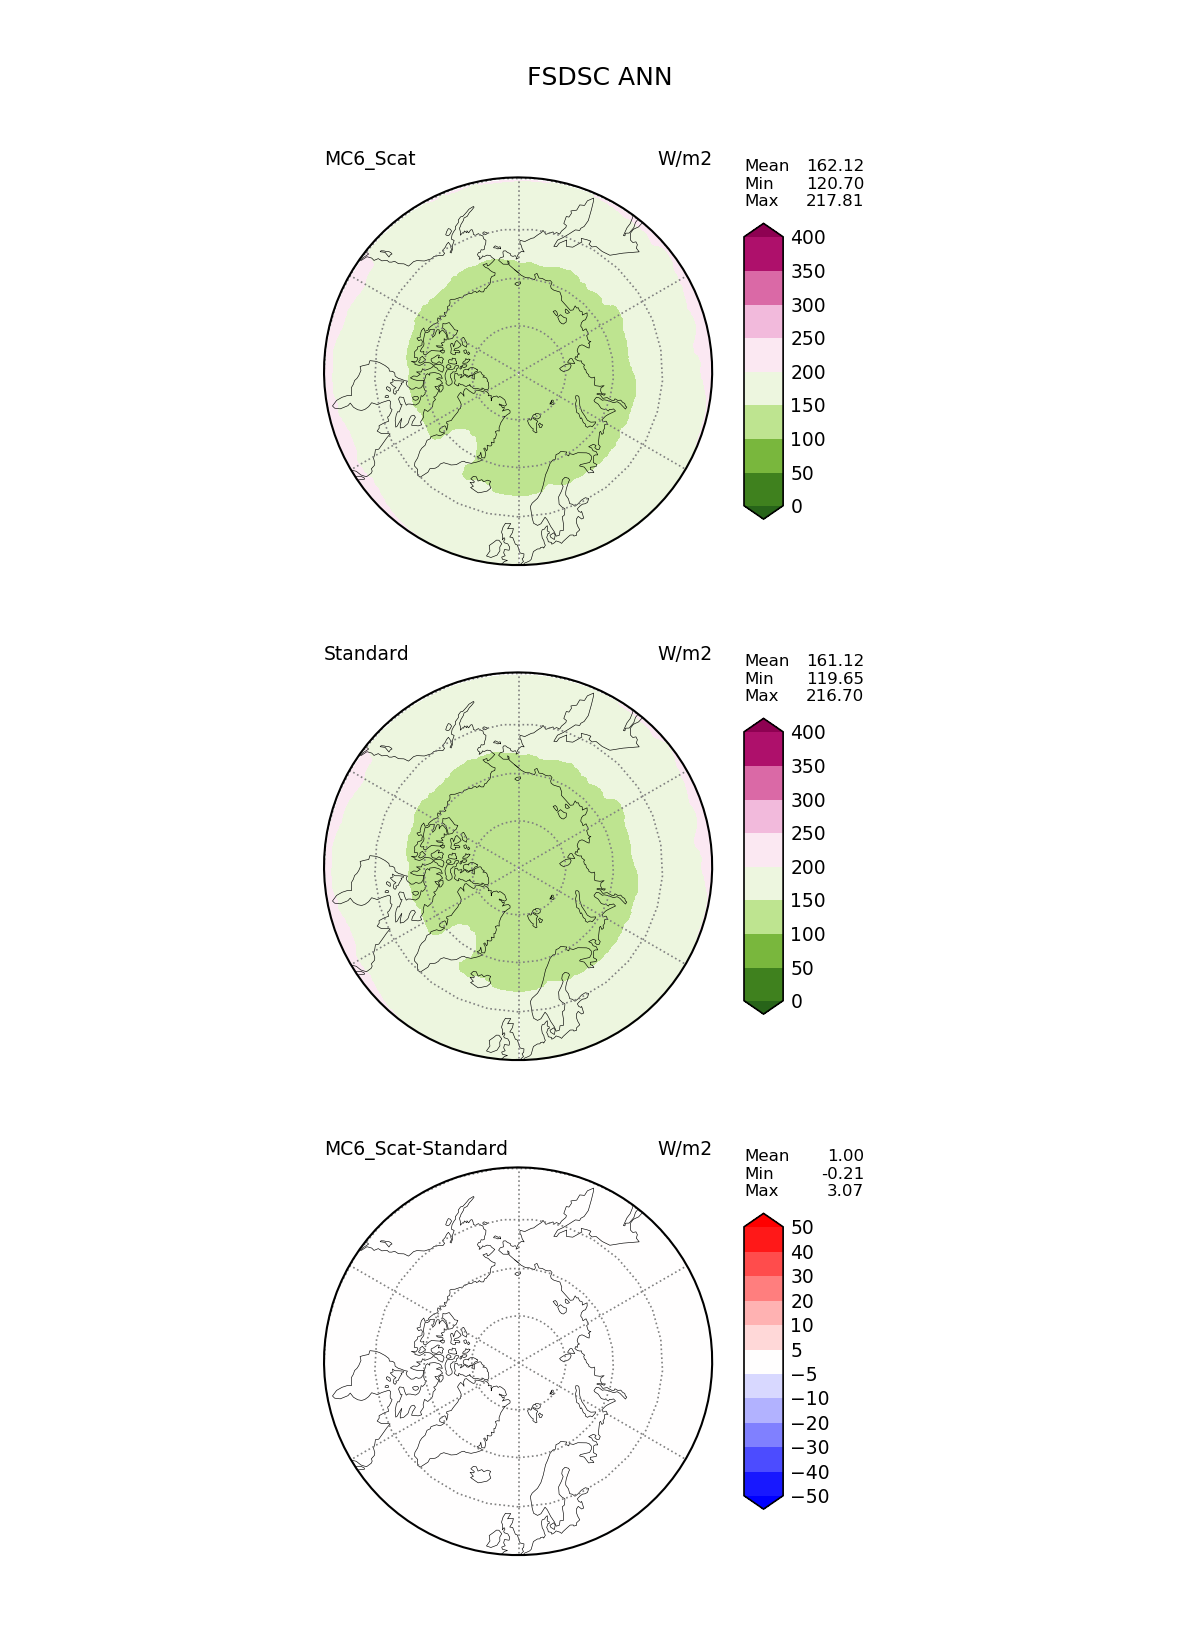 FSDSC ANN
MC6_Scat W/m2
Mean 162.12
Min 120.70
Max 217.81
400
350
300
250
200
150
100
50
0
Standard W/m2
Mean 161.12
Min 119.65
Max 216.70
400
350
300
250
200
150
100
50
0
MC6_Scat-Standard W/m2
Mean 1.00
Min -0.21
Max 3.07
50
40
30
20
10
5
−5
−10
−20
−30
−40
−50